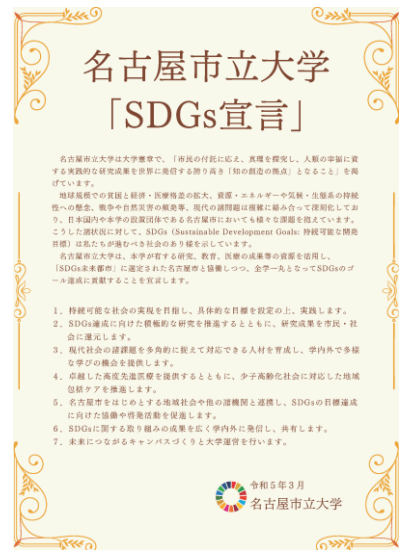 名古屋市立大学
「SDGs宣言」
名古屋市立大学は大学憲章で、「市民の付託に応え、真理を探究し、人類の幸福に資
する実践的な研究成果を世界に発信する誇り高き「知の創造の拠点」となること」を掲
げています。
地球規模での貧困と経済・医療格差の拡大、資源・エネルギーや気候・生態系の持続
性への懸念、戦争や自然災害の頻発等、現代の諸問題は複雑に絡み合って深刻化してお
り、日本国内や本学の設置団体である名古屋市においても様々な課題を抱えています。
こうした諸状況に対して、SDGs（Sustainable Development Goals: 持続可能な開発
目標）は私たちが進むべき社会のあり様を示しています。
名古屋市立大学は、本学が有する研究、教育、医療の成果等の資源を活用し、
「SDGs未来都市」に選定された名古屋市と協働しつつ、全学一丸となってSDGsのゴ
ール達成に貢献することを宣言します。
1．持続可能な社会の実現を目指し、具体的な目標を設定の上、実践します。
2．SDGs達成に向けた積極的な研究を推進するとともに、研究成果を市民・社
会に還元します。
3．現代社会の諸課題を多角的に捉えて対応できる人材を育成し、学内外で多様
な学びの機会を提供します。
4．卓越した高度先進医療を提供するとともに、少子高齢化社会に対応した地域
包括ケアを推進します。
5．名古屋市をはじめとする地域社会や他の諸機関と連携し、SDGsの目標達成
に向けた協働や啓発活動を促進します。
6．SDGsに関する取り組みの成果を広く学内外に発信し、共有します。
7．未来につながるキャンパスづくりと大学運営を行います。
令和5年3月
名古屋市立大学